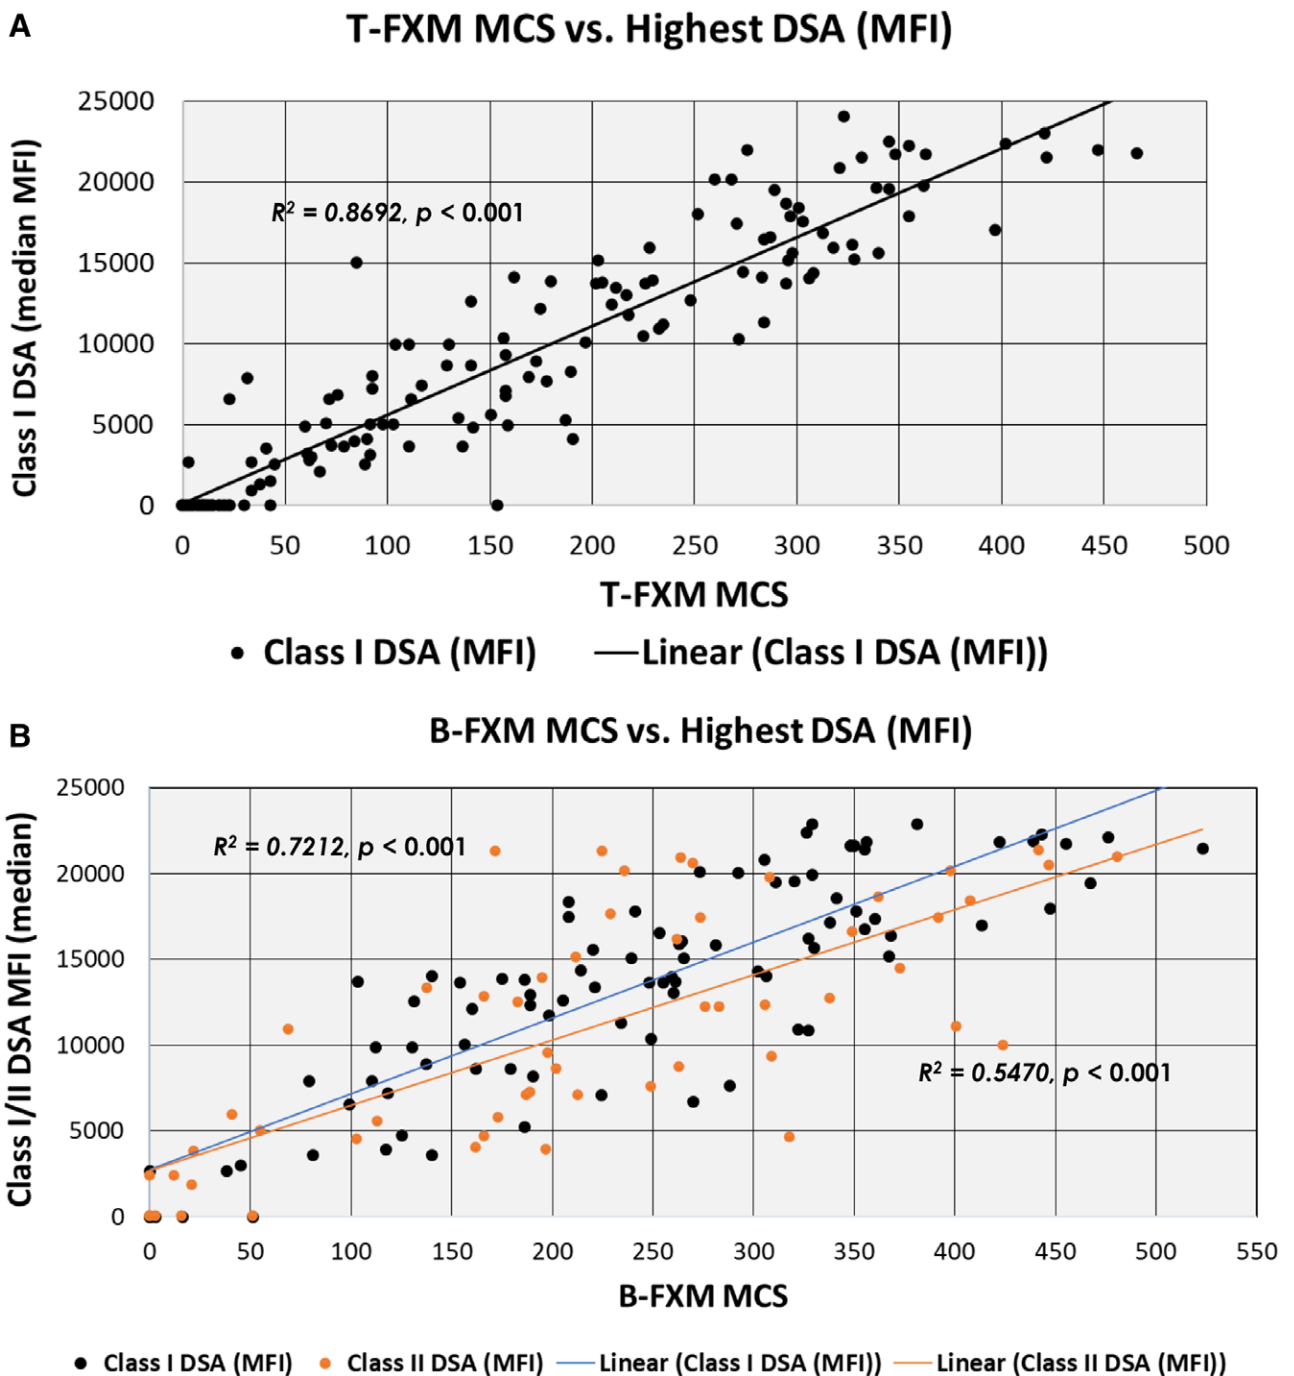 A
T-FXM MCS vs. Highest DSA (MFI)
Class I DSA (median MFI)
25000
20000
15000
10000
5000
0
R² = 0.8692, p < 0.001
0 50 100 150 200 250 300 350 400 450 500
T-FXM MCS
Class I DSA (MFI) Linear (Class I DSA (MFI))
B
B-FXM MCS vs. Highest DSA (MFI)
Class I/II DSA MFI (median)
25000
20000
15000
10000
5000
0
R² = 0.7212, p < 0.001
R² = 0.5470, p < 0.001
0 50 100 150 200 250 300 350 400 450 500 550
B-FXM MCS
Class I DSA (MFI) Class II DSA (MFI) Linear (Class I DSA (MFI)) Linear (Class II DSA (MFI))